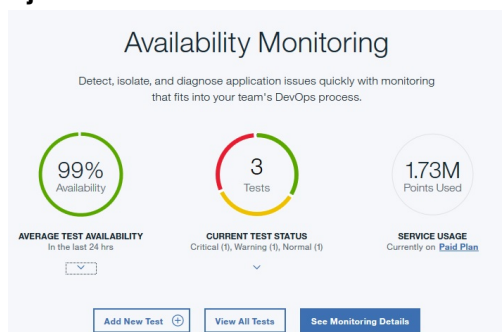 Availability Monitoring
Detect, isolate, and diagnose application issues quickly with monitoring
that fits into your team's DevOps process.
99%
Availability
3
Tests
1.73M
Points Used
AVERAGE TEST AVAILABILITY
In the last 24 hrs
CURRENT TEST STATUS
Critical (1), Warning (1), Normal (1)
SERVICE USAGE
Currently on Paid Plan
Add New Test
View All Tests
See Monitoring Details